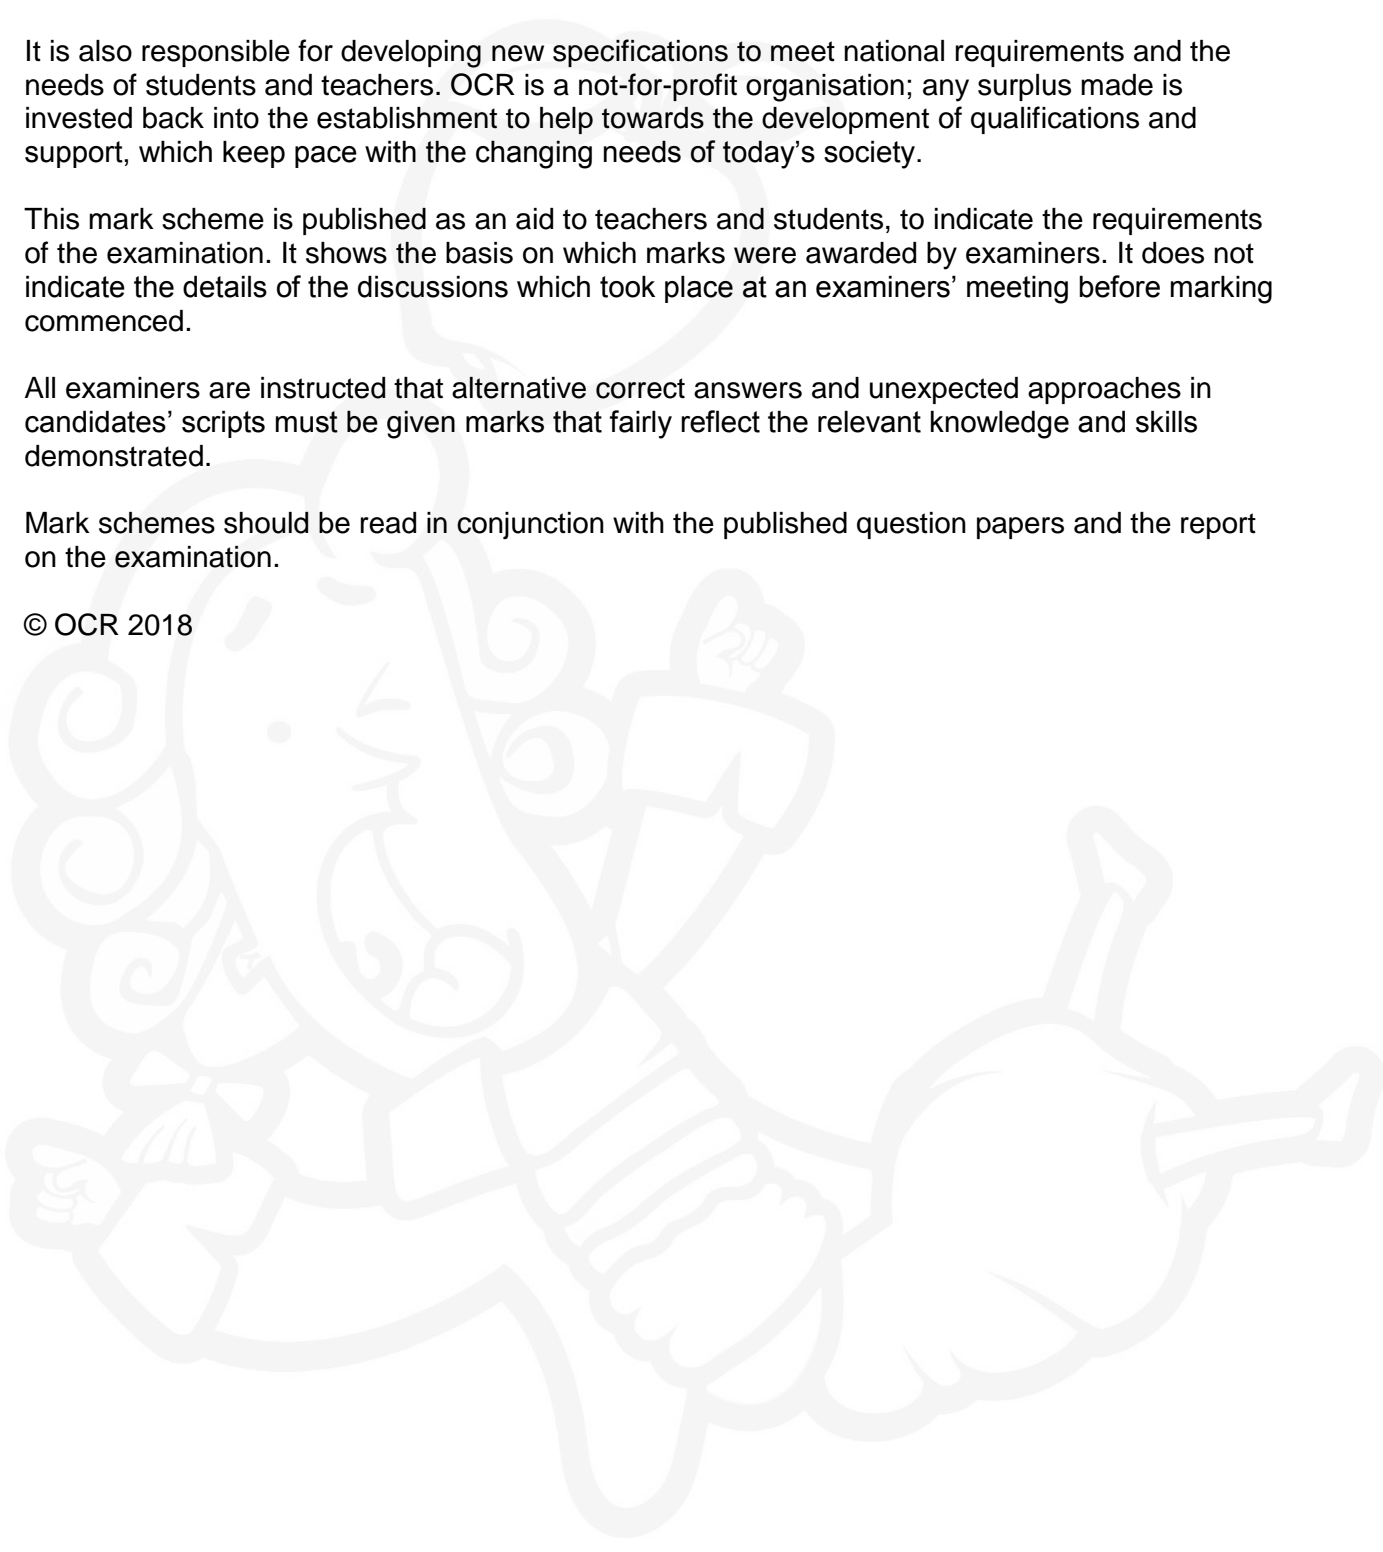 It is also responsible for developing new specifications to meet national requirements and the
needs of students and teachers. OCR is a not-for-profit organisation; any surplus made is
invested back into the establishment to help towards the development of qualifications and
support, which keep pace with the changing needs of today’s society.
This mark scheme is published as an aid to teachers and students, to indicate the requirements
of the examination. It shows the basis on which marks were awarded by examiners. It does not
indicate the details of the discussions which took place at an examiners’ meeting before marking
commenced.
All examiners are instructed that alternative correct answers and unexpected approaches in
candidates’ scripts must be given marks that fairly reflect the relevant knowledge and skills
demonstrated.
Mark schemes should be read in conjunction with the published question papers and the report
on the examination.
© OCR 2018